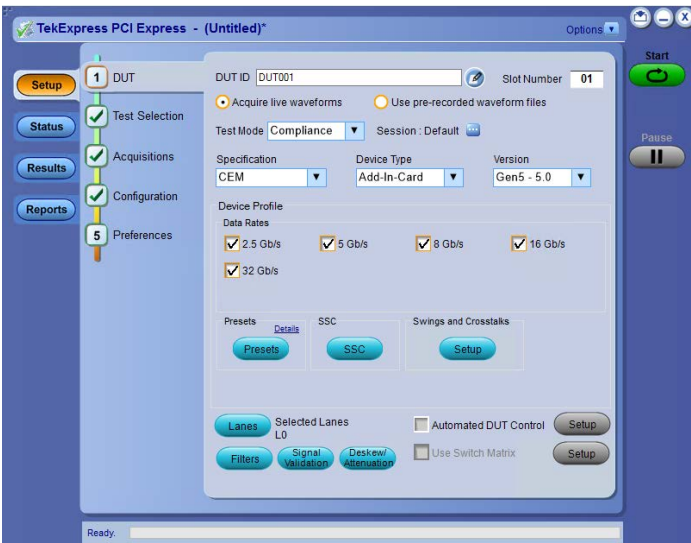 TekExpress PCI Express - (Untitled)*
Options
Start
Pause
Setup
Status
Results
Reports
1 DUT
Test Selection
Acquisitions
Configuration
5 Preferences
DUT ID DUT001
Slot Number 01
Acquire live waveforms
Use pre-recorded waveform files
Test Mode Compliance
Session : Default
Specification
Device Type
Version
CEM
Add-In-Card
Gen5 - 5.0
Device Profile
Data Rates
2.5 Gb/s
5 Gb/s
8 Gb/s
16 Gb/s
32 Gb/s
Presets
Details
SSC
Swings and Crosstalks
Presets
SSC
Setup
Lanes
Selected Lanes
L0
Automated DUT Control
Setup
Filters
Signal
Validation
Deskew/
Attenuation
Use Switch Matrix
Setup
Ready.